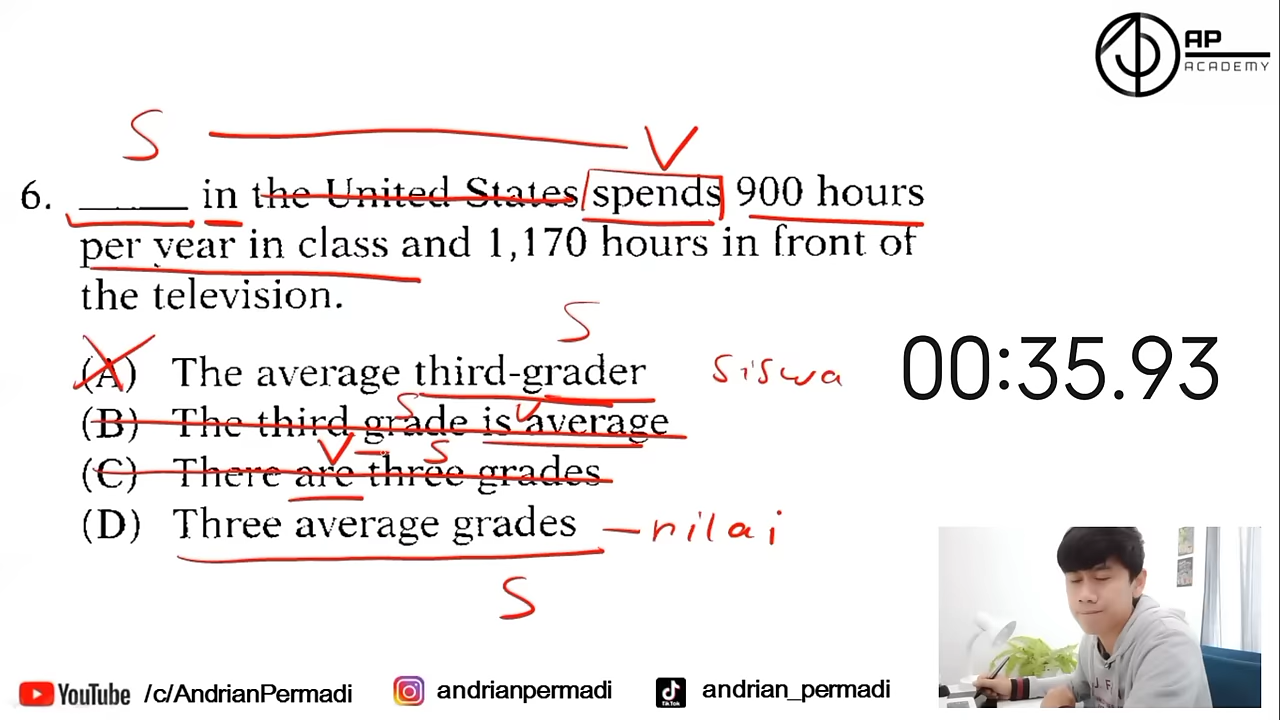 AP
ACADEMY
S V
6. _____ in the United States spends 900 hours
per year in class and 1,170 hours in front of
the television.
S
(A) The average third-grader siswa
00:35.93
S V
(B) The third grade is average
V S
(C) There are three grades
(D) Three average grades – nilai
S
YouTube /c/AndrianPermadi andrianpermadi TikTok andrian_permadi